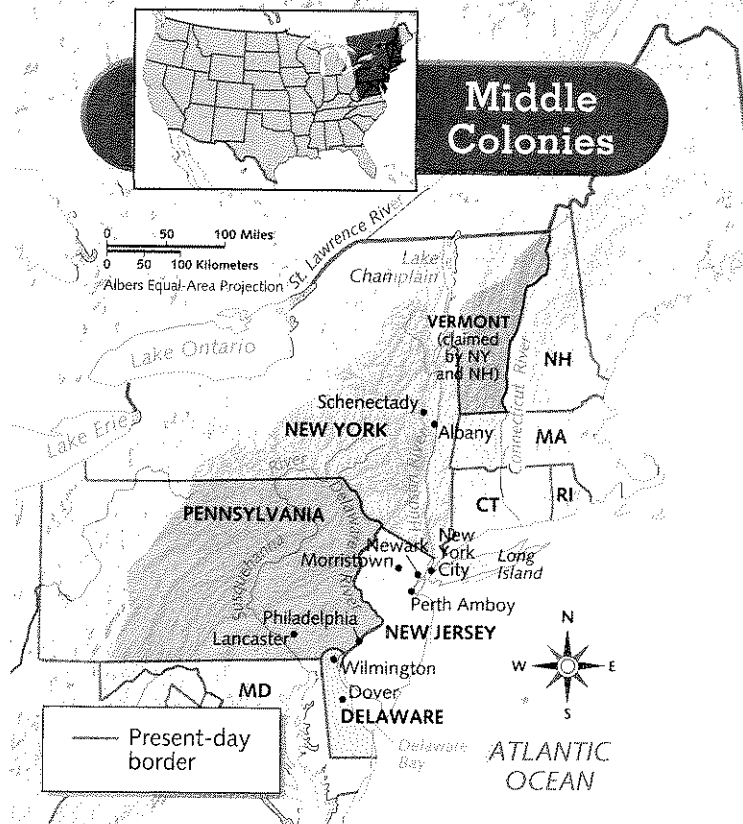 Middle
Colonies
0 50 100 Miles
0 50 100 Kilometers
Albers Equal-Area Projection
St. Lawrence River
Lake
Champlain
Lake Ontario
VERMONT
(claimed
by NY
and NH)
NH
Connecticut River
Schenectady
Lake Erie
NEW YORK
Albany
MA
Hudson River
River
CT
RI
PENNSYLVANIA
Delaware River
Susquehanna
New
York
City
Newark
Morristown
Long
Island
Perth Amboy
Philadelphia
Lancaster
NEW JERSEY
N
W E
S
Wilmington
MD
Dover
DELAWARE
Delaware
Bay
Present-day
border
ATLANTIC
OCEAN